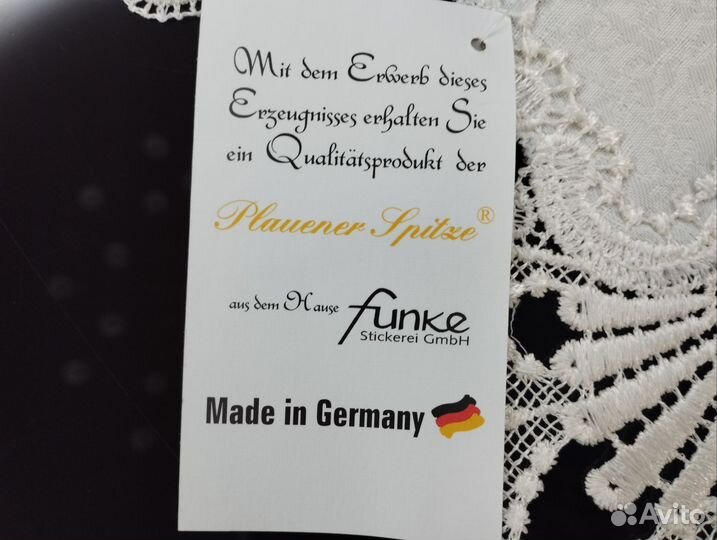 Mit dem Erwerb dieses
Erzeugnisses erhalten Sie
ein Qualitätsprodukt der
Plauener Spitze®
aus dem Hause funke
Stickerei GmbH
Made in Germany
Avito